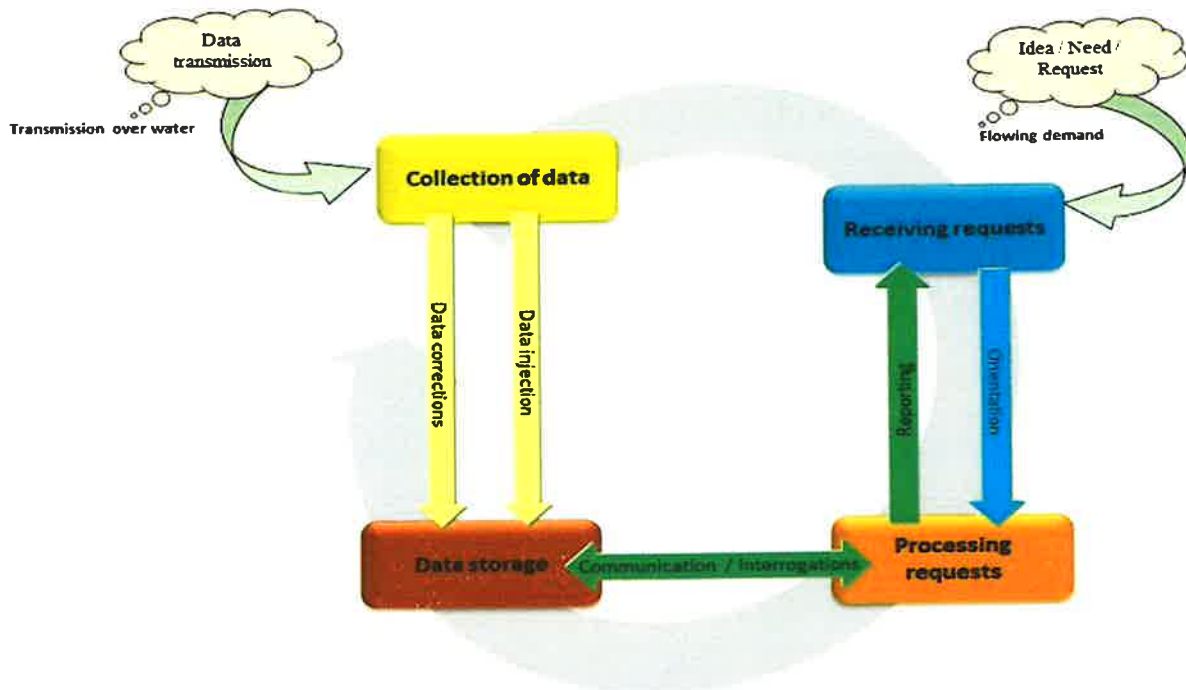 Data
transmission
Idea / Need /
Request
Transmission over water
Flowing demand
Collection of data
Receiving requests
Data corrections
Data injection
Reporting
Orientation
Data storage
Communication / Interrogations
Processing
requests